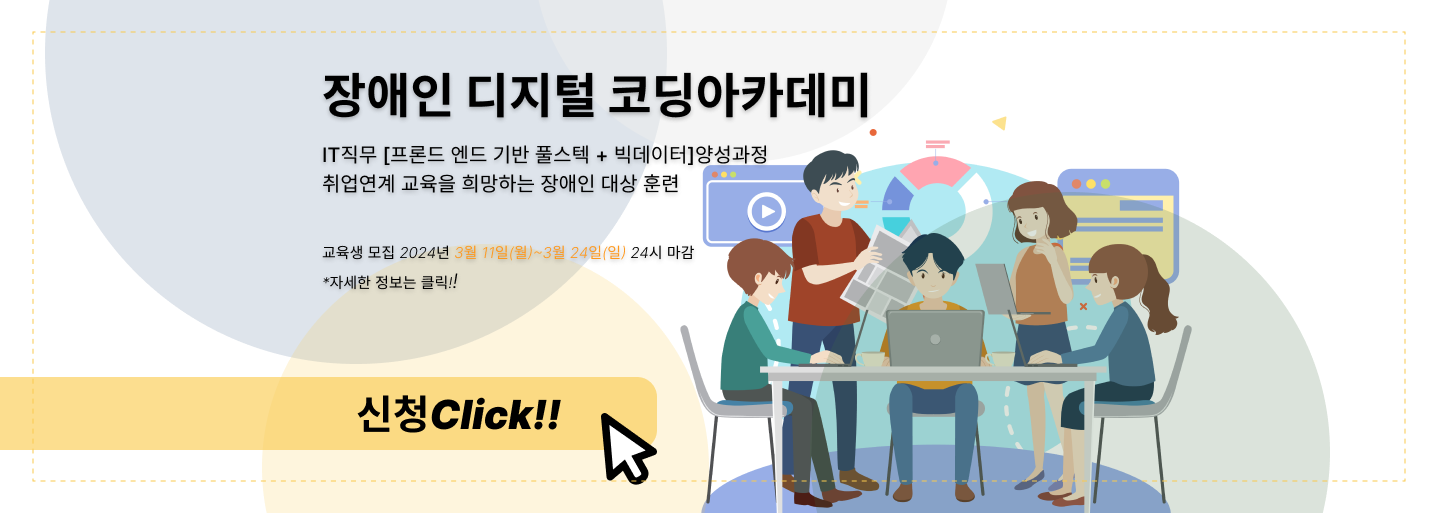 장애인 디지털 코딩아카데미
IT직무 [프론드 엔드 기반 풀스텍 + 빅데이터]양성과정
취업연계 교육을 희망하는 장애인 대상 훈련
교육생 모집 2024년 3월 11일(월)~3월 24일(일) 24시 마감
*자세한 정보는 클릭!!
신청Click!!